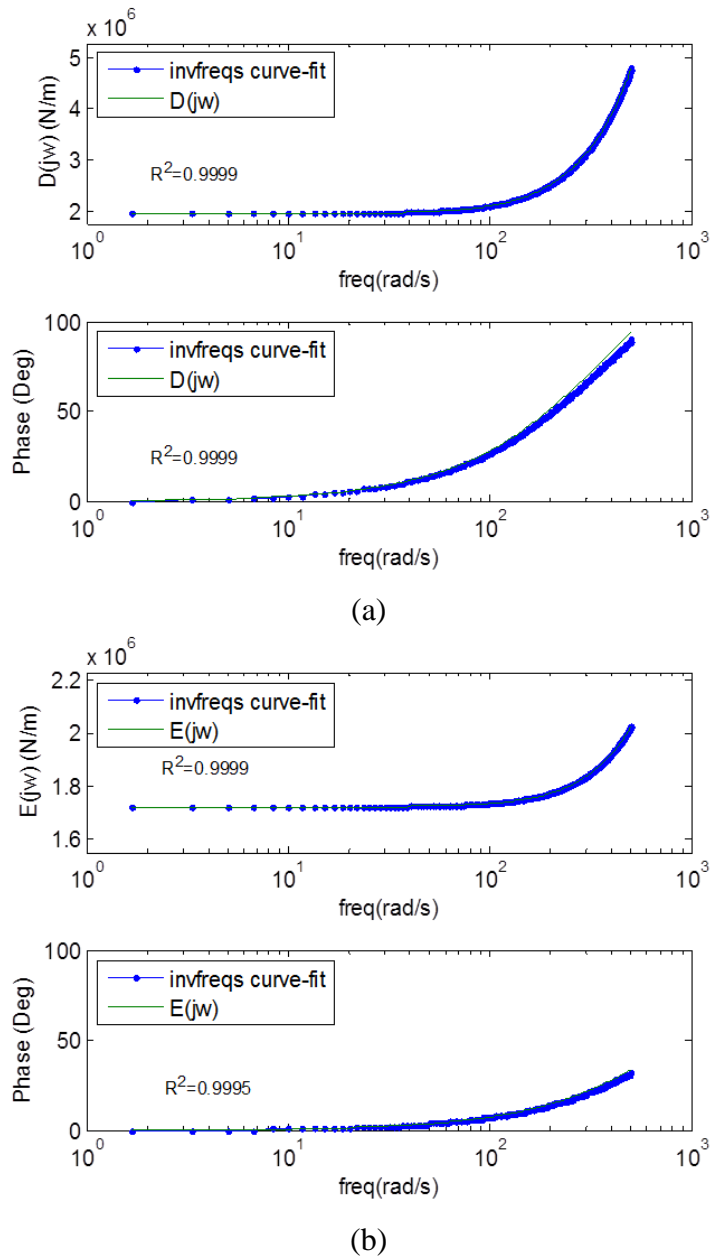 x 10^6
5
4
3
2
D(jw) (N/m)
invfreqs curve-fit
D(jw)
R^2=0.9999
10^0 10^1 10^2 10^3
freq(rad/s)
100
50
0
Phase (Deg)
invfreqs curve-fit
D(jw)
R^2=0.9999
10^0 10^1 10^2 10^3
freq(rad/s)
(a)
x 10^6
2.2
2
1.8
1.6
E(jw) (N/m)
invfreqs curve-fit
E(jw)
R^2=0.9999
10^0 10^1 10^2 10^3
freq(rad/s)
100
50
0
Phase (Deg)
invfreqs curve-fit
E(jw)
R^2=0.9995
10^0 10^1 10^2 10^3
freq(rad/s)
(b)